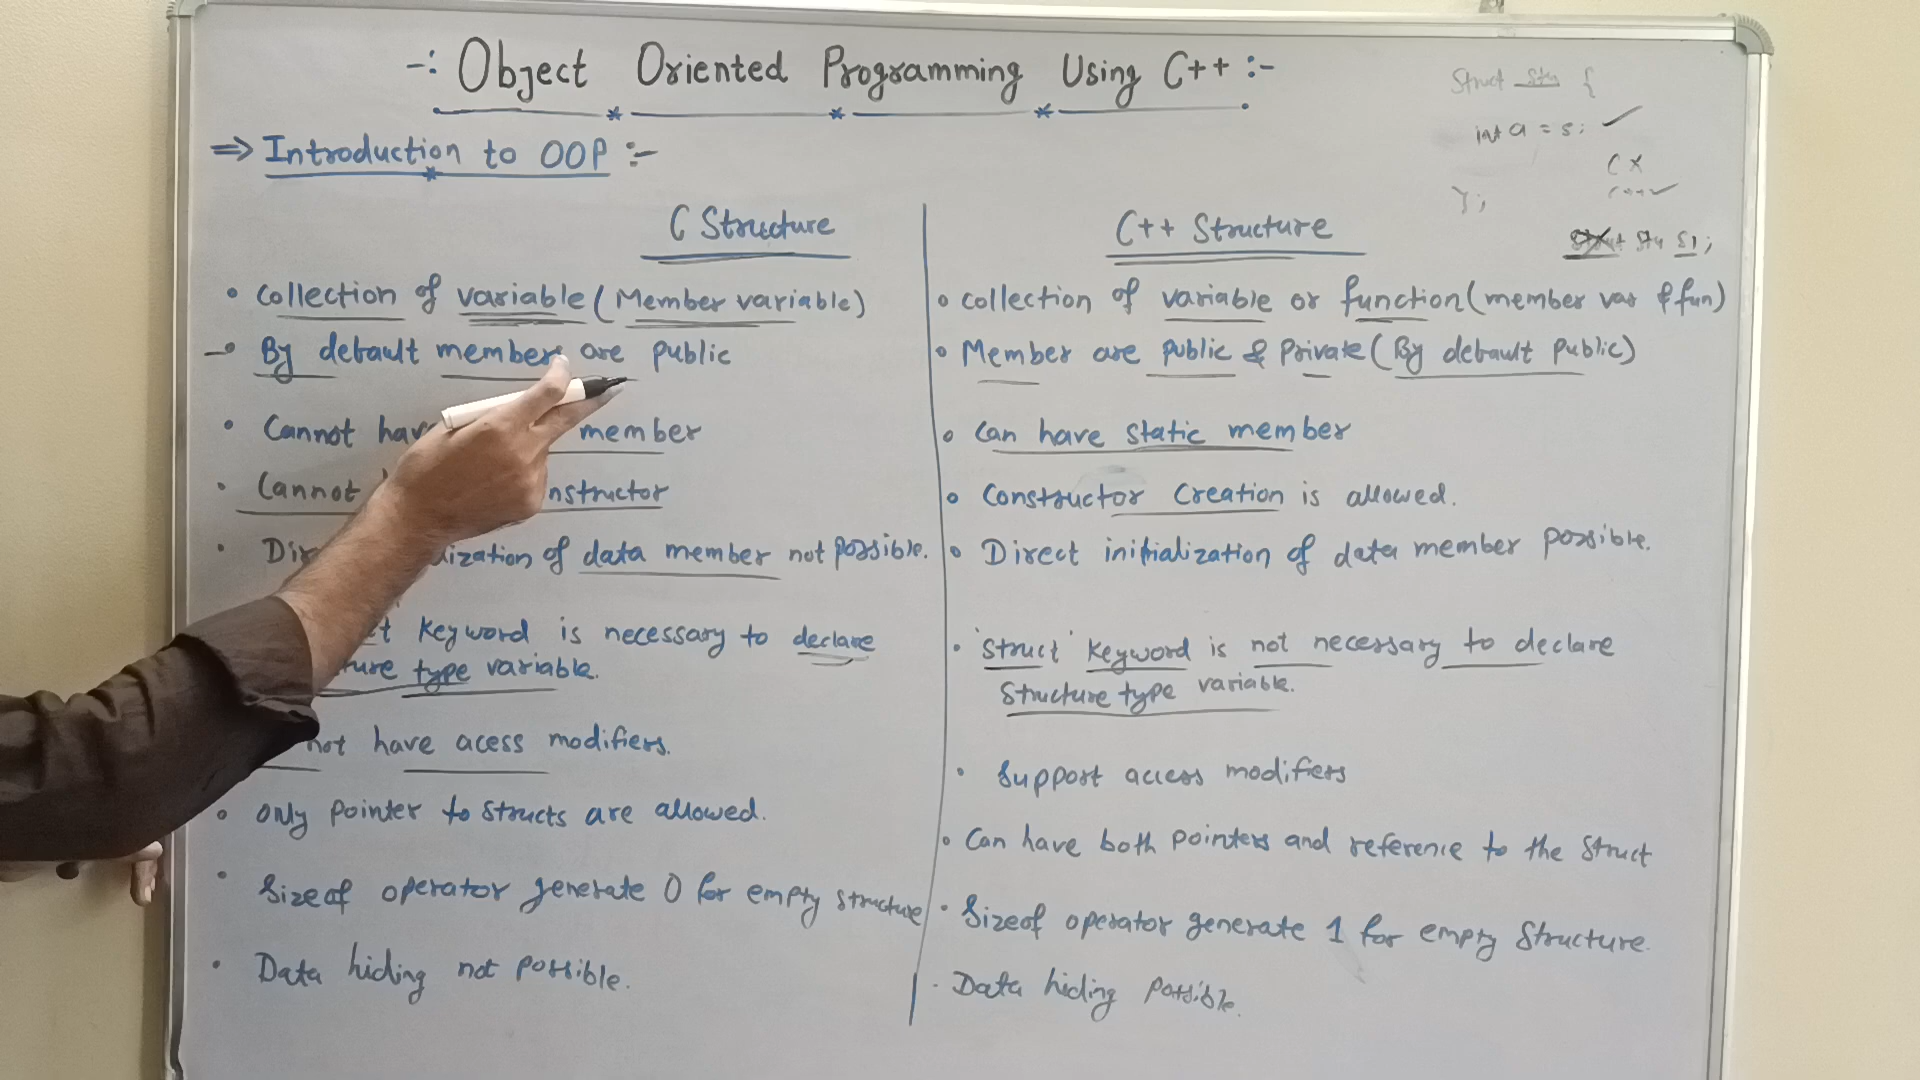 -: Object Oriented Programming Using C++ :-
⇒ Introduction to OOP :-
Struct Stu {
int a = 5; ✓
C ×
C++ ✓
};
Stu S1;
C Structure
• Collection of variable (Member variable)
• By default members are public
• Cannot have member
• Cannot
• of data member not possible.
Keyword is necessary to declare
type variable.
not have acess modifiers.
• only pointer to structs are allowed.
• Sizeof operator generate 0 for empty structure
• Data hiding not possible.
C++ Structure
• Collection of variable or function (member var & fun)
• Member are public & Private (By default Public)
• Can have static member
• Constructor Creation is allowed.
• Direct initialization of data member possible.
• 'Struct' Keyword is not necessary to declare
Structure type variable.
• Support access modifiers
• Can have both pointers and reference to the Struct
• Sizeof operator generate 1 for empty Structure.
• Data hiding possible.